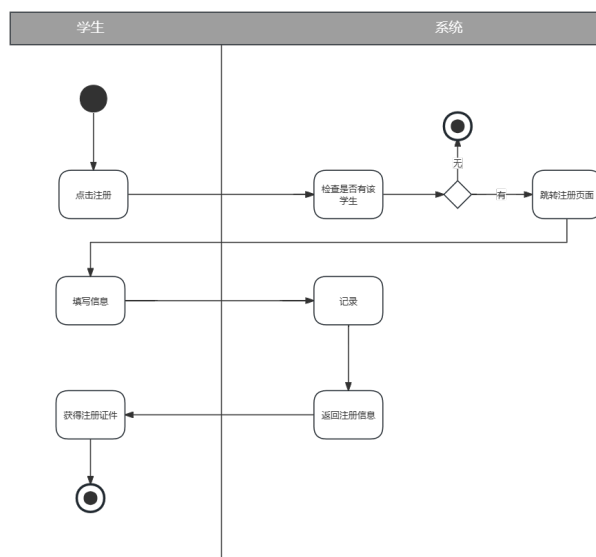 学生
系统
无
点击注册
检查是否有该
学生
有
跳转注册页面
填写信息
记录
获得注册证件
返回注册信息